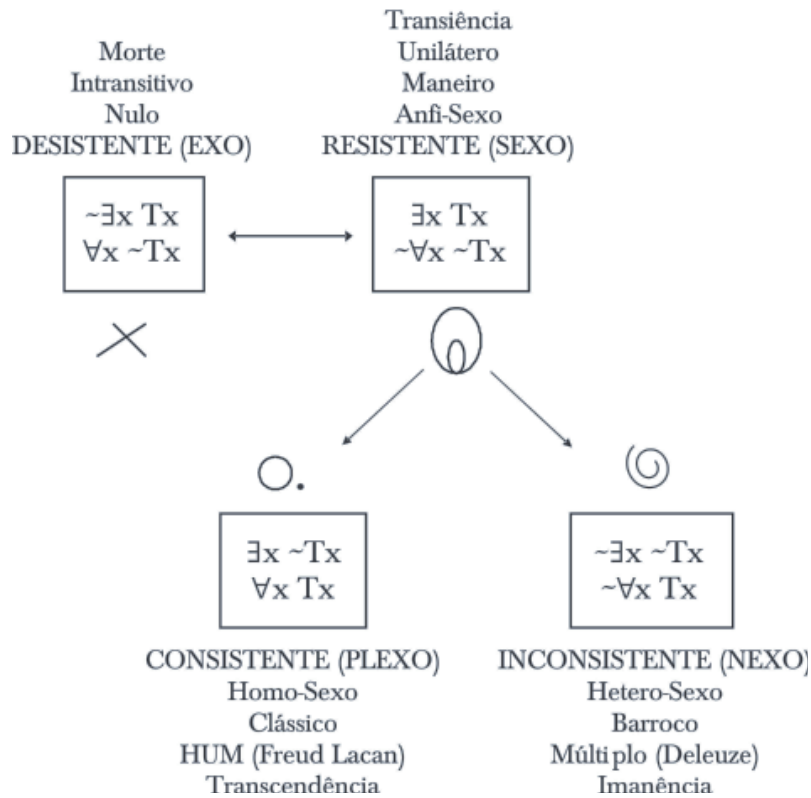 Morte
Intransitivo
Nulo
DESISTENTE (EXO)
~∃x Tx
∀x ~Tx
Transiência
Unilátero
Maneiro
Anfi-Sexo
RESISTENTE (SEXO)
∃x Tx
~∀x ~Tx
∃x ~Tx
∀x Tx
CONSISTENTE (PLEXO)
Homo-Sexo
Clássico
HUM (Freud Lacan)
Transcendência
~∃x ~Tx
~∀x Tx
INCONSISTENTE (NEXO)
Hetero-Sexo
Barroco
Múltiplo (Deleuze)
Imanência